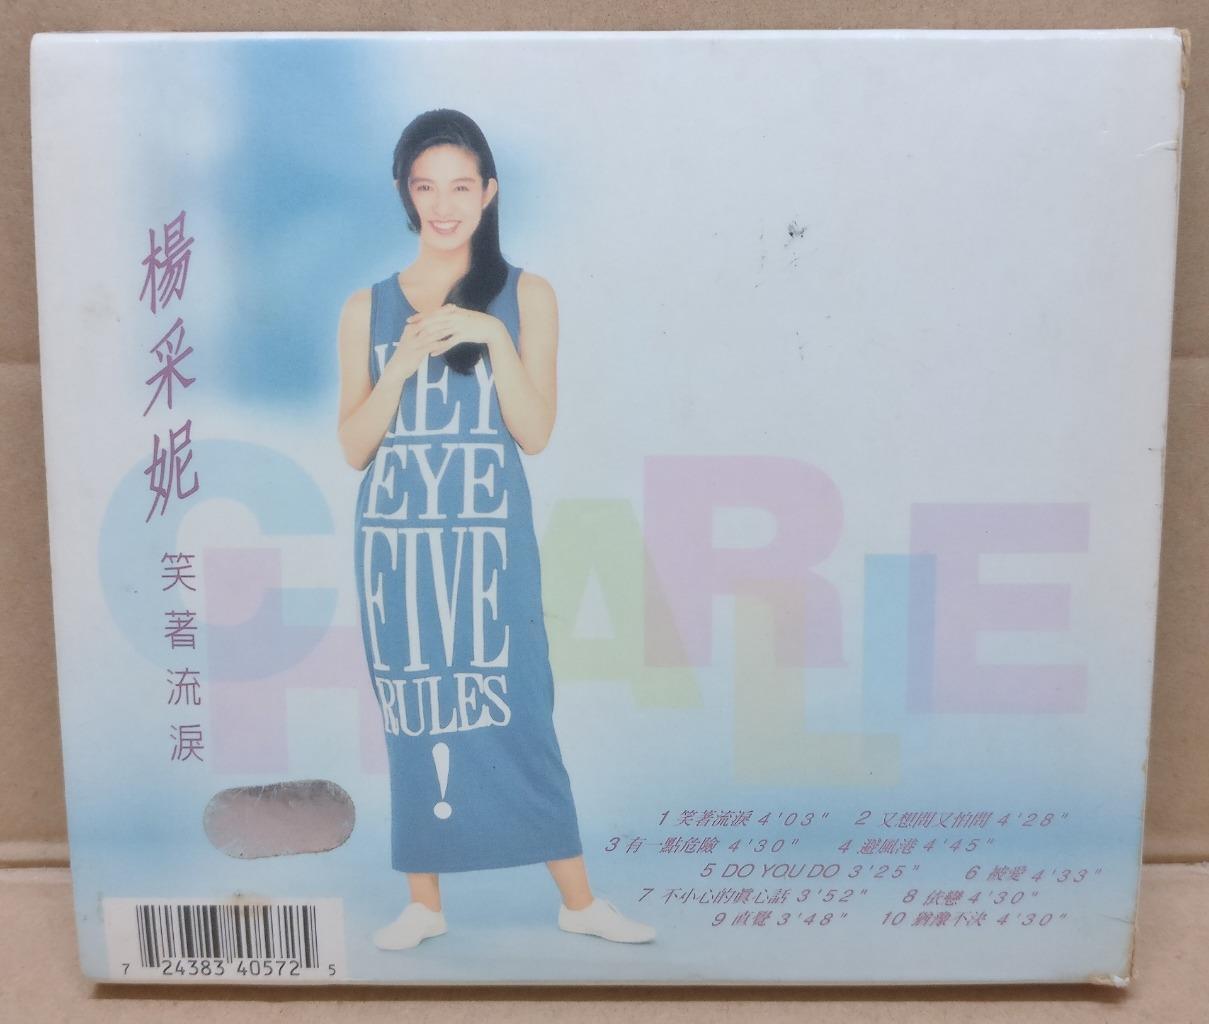 楊采妮
笑著流淚
KEY
EYE
FIVE
RULES
!
CHARLIE
1 笑著流淚 4'03" 2 又想問又怕問 4'28"
3 有一點危險 4'30" 4 避風港 4'45"
5 DO YOU DO 3'25" 6 被愛 4'33"
7 不小心的眞心話 3'52" 8 依戀 4'30"
9 直覺 3'48" 10 猶豫不決 4'30"
7 24383 40572 5